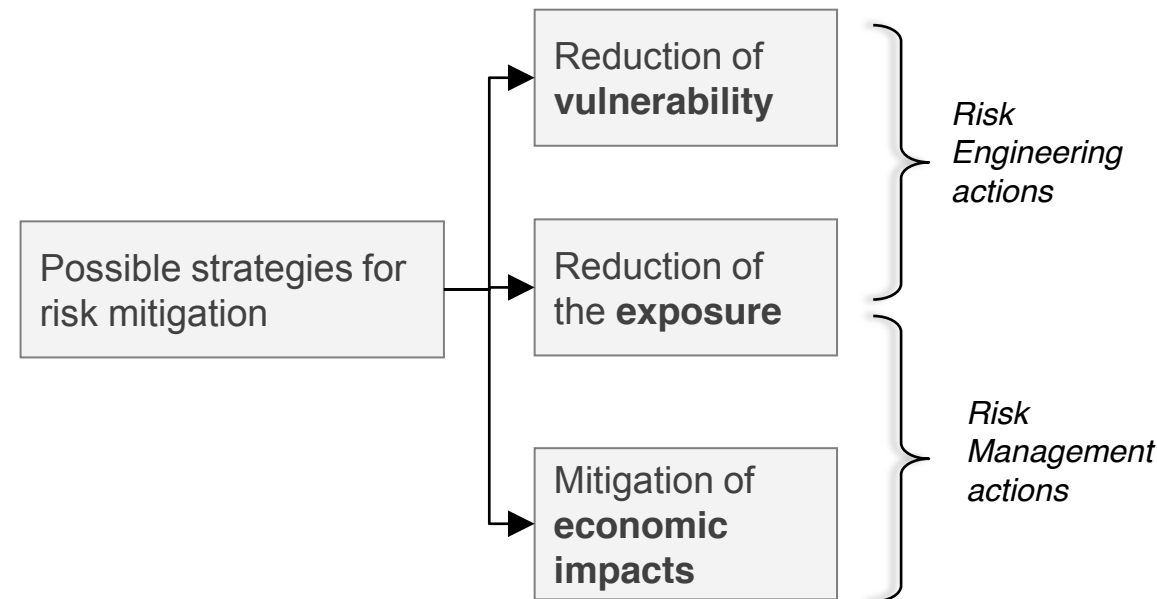 Possible strategies for
risk mitigation
Reduction of
vulnerability
Reduction of
the exposure
Mitigation of
economic
impacts
Risk
Engineering
actions
Risk
Management
actions